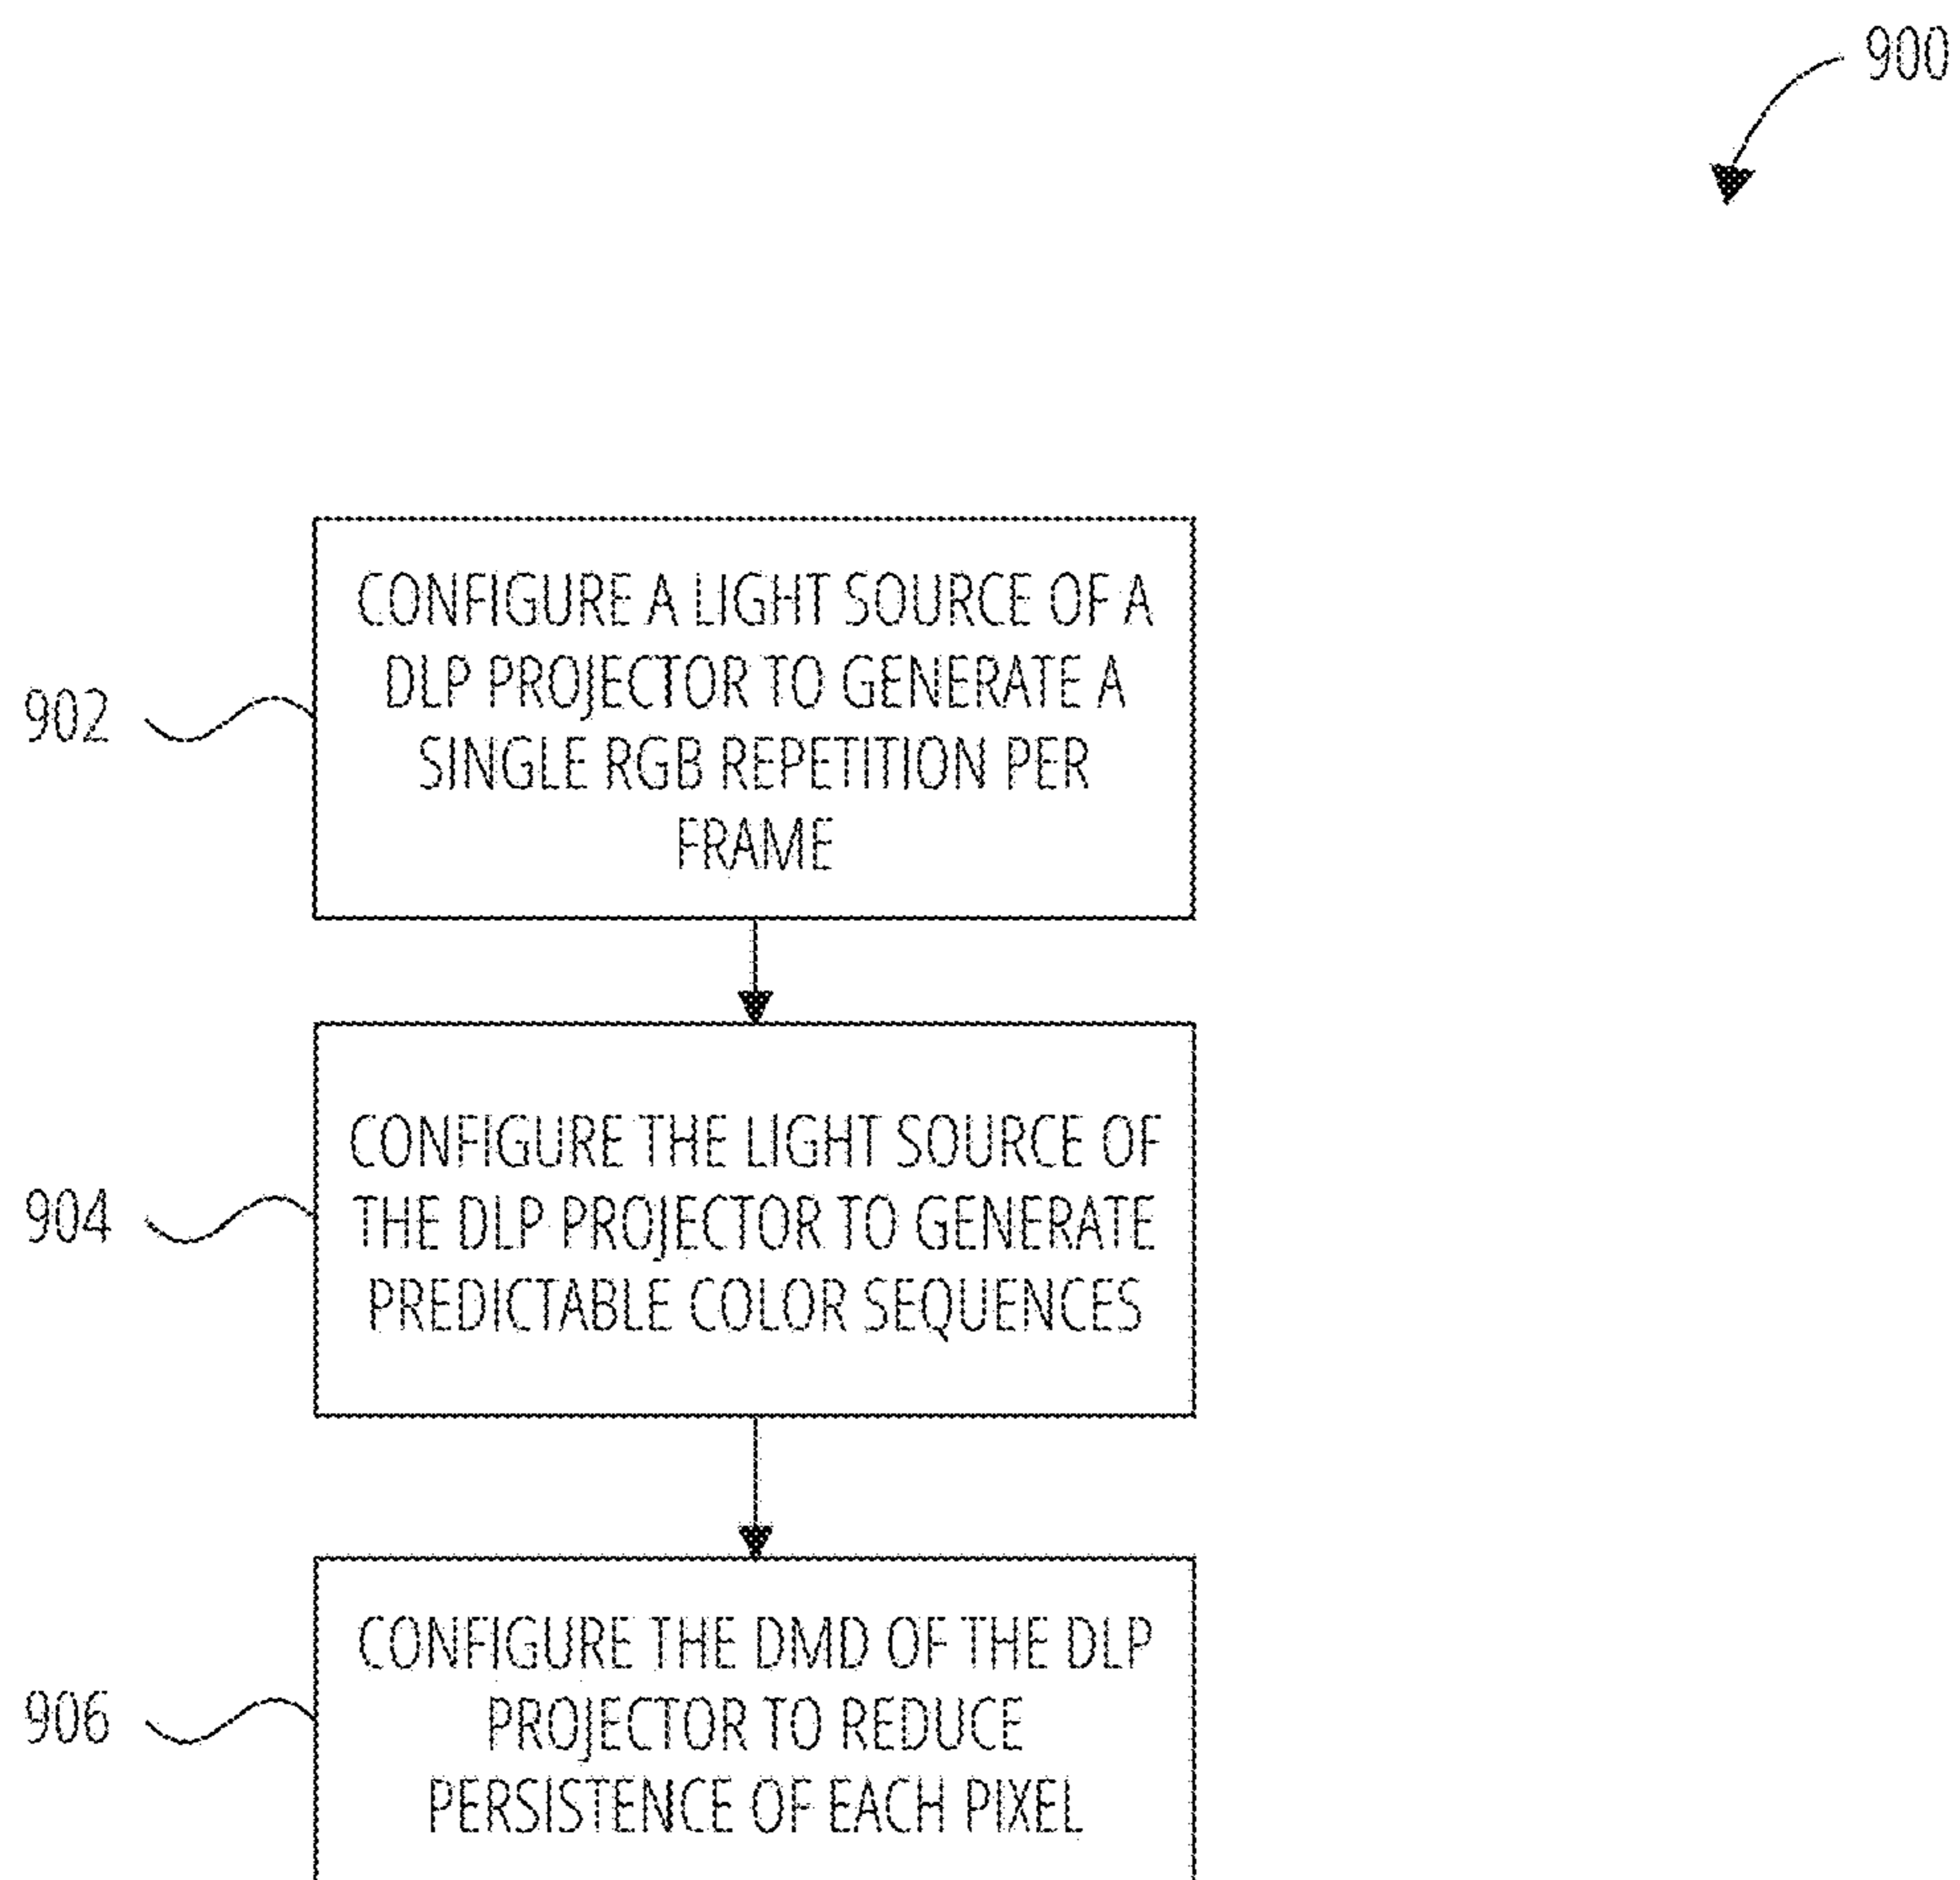 900
902
CONFIGURE A LIGHT SOURCE OF A
DLP PROJECTOR TO GENERATE A
SINGLE RGB REPETITION PER
FRAME
904
CONFIGURE THE LIGHT SOURCE OF
THE DLP PROJECTOR TO GENERATE
PREDICTABLE COLOR SEQUENCES
906
CONFIGURE THE DMD OF THE DLP
PROJECTOR TO REDUCE
PERSISTENCE OF EACH PIXEL